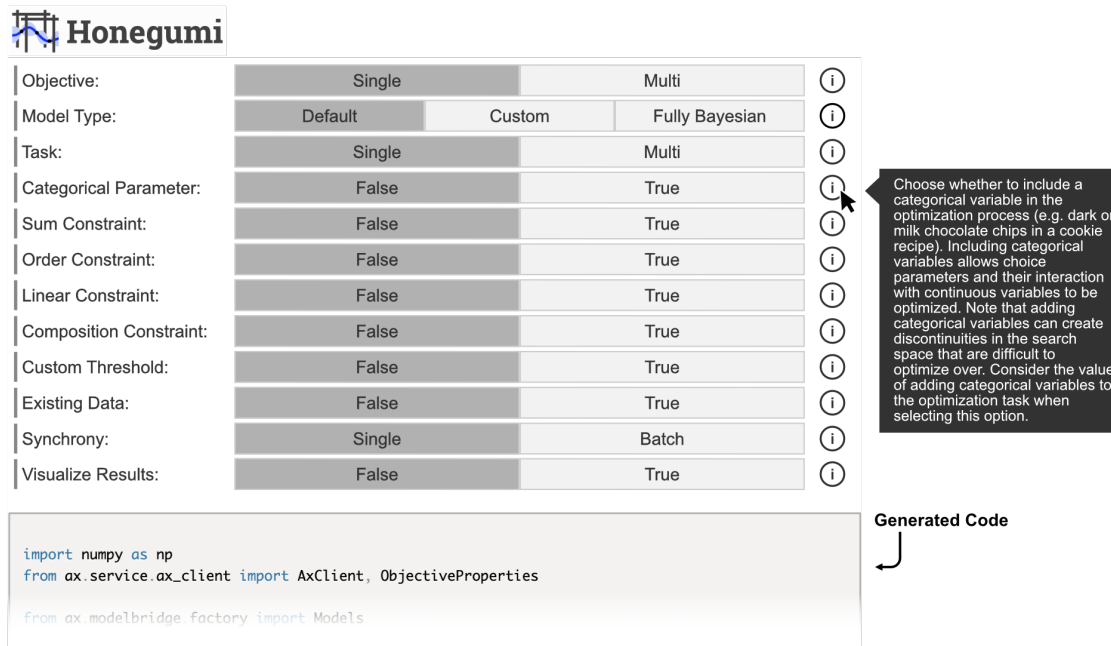 Honegumi
Objective: Single Multi i
Model Type: Default Custom Fully Bayesian i
Task: Single Multi i
Categorical Parameter: False True i
Sum Constraint: False True i
Order Constraint: False True i
Linear Constraint: False True i
Composition Constraint: False True i
Custom Threshold: False True i
Existing Data: False True i
Synchrony: Single Batch i
Visualize Results: False True i
Choose whether to include a
categorical variable in the
optimization process (e.g. dark or
milk chocolate chips in a cookie
recipe). Including categorical
variables allows choice
parameters and their interaction
with continuous variables to be
optimized. Note that adding
categorical variables can create
discontinuities in the search
space that are difficult to
optimize over. Consider the value
of adding categorical variables to
the optimization task when
selecting this option.
Generated Code
import numpy as np
from ax.service.ax_client import AxClient, ObjectiveProperties
from ax.modelbridge.factory import Models